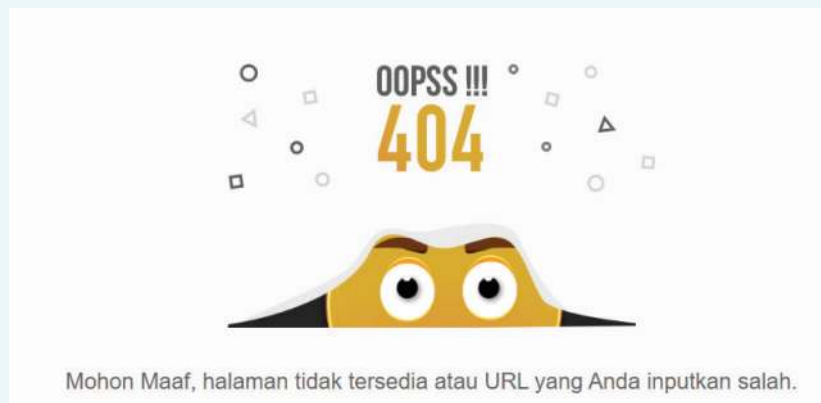 OOPSS !!!
404
Mohon Maaf, halaman tidak tersedia atau URL yang Anda inputkan salah.